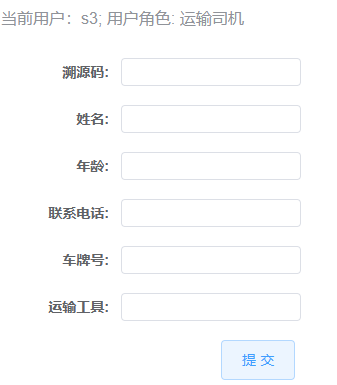 当前用户：s3; 用户角色: 运输司机
溯源码:
姓名:
年龄:
联系电话:
车牌号:
运输工具:
提 交